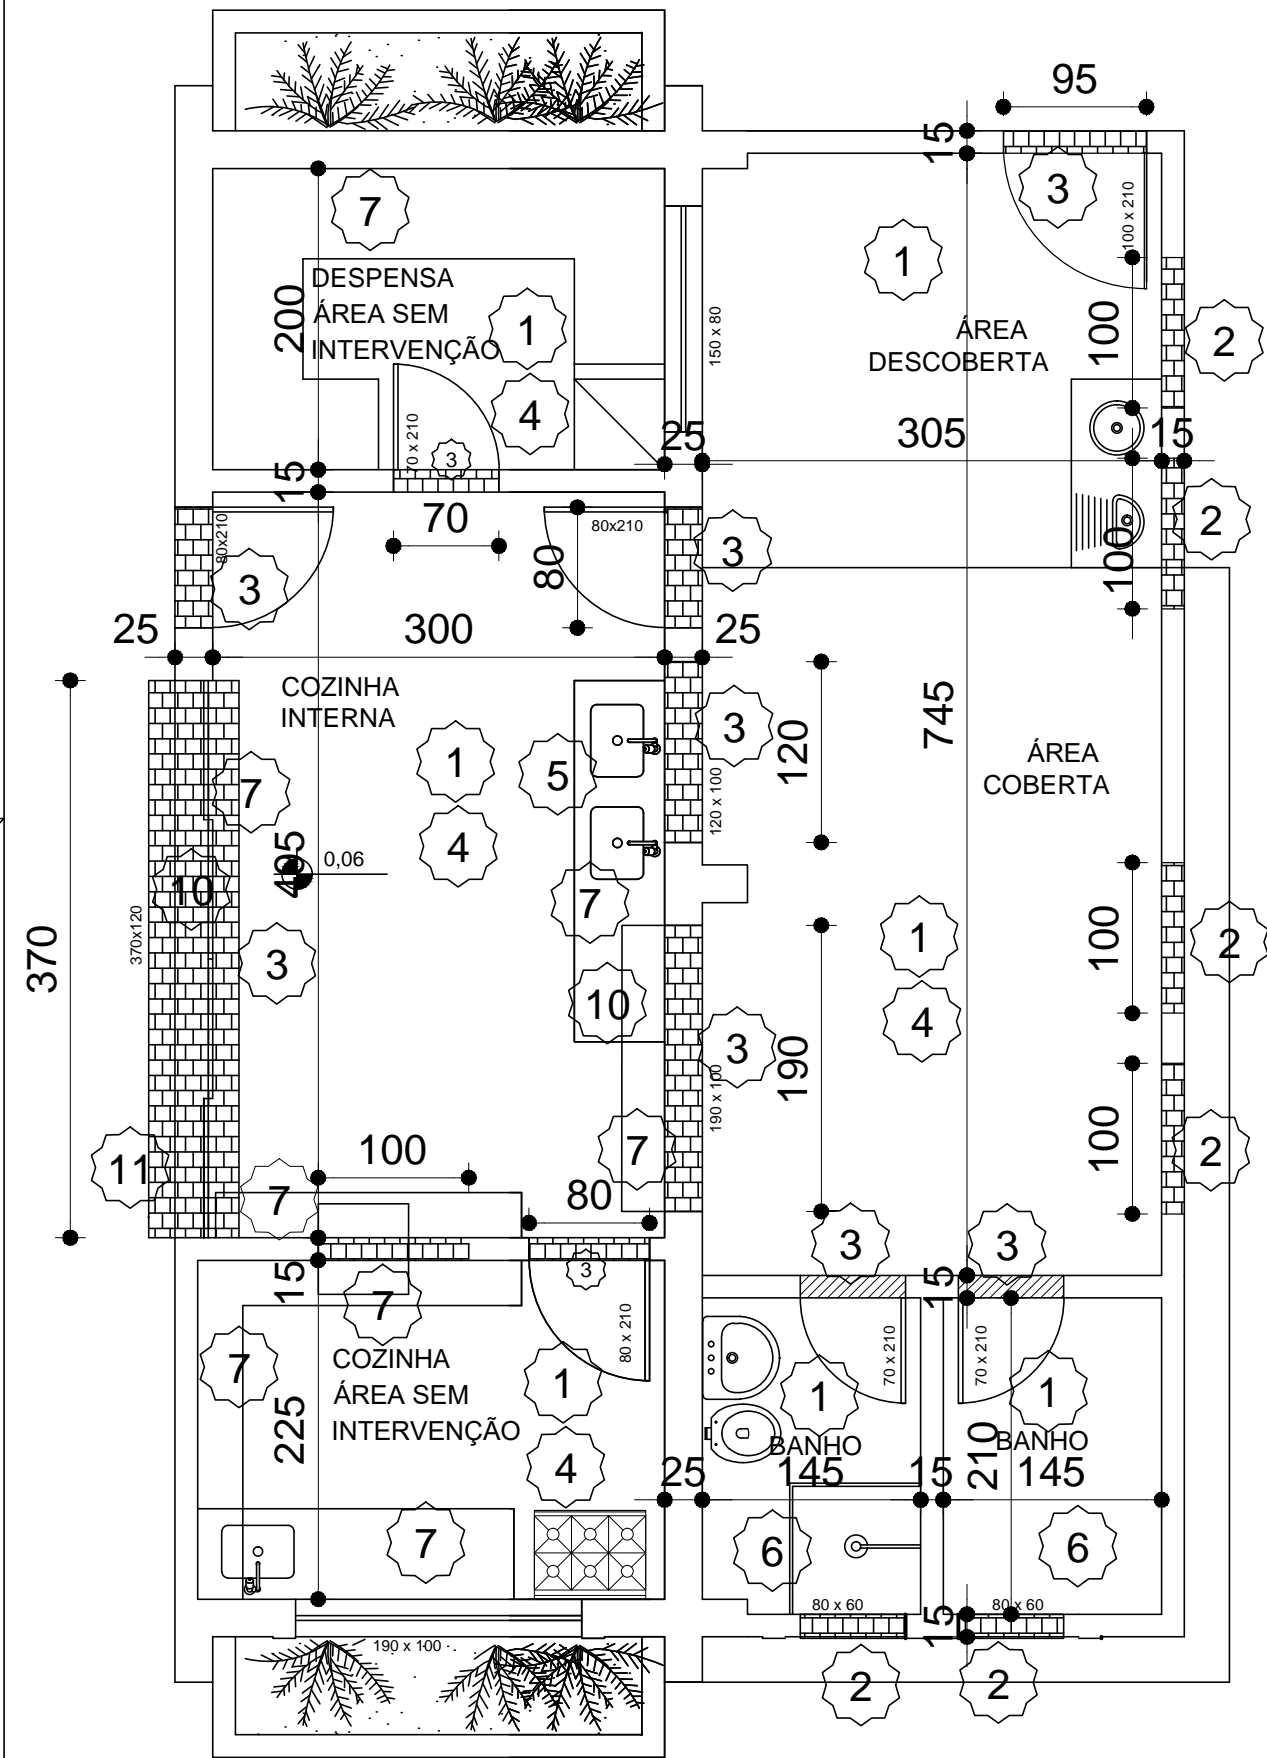 95
15
3
7
100 x 210
1
DESPENSA
ÁREA SEM
INTERVENÇÃO
200
1
150 x 80
ÁREA
DESCOBERTA
100
2
4
70 x 210
3
25
305
15
15
70
80x210
80x210
3
2
80
100
3
25
300
25
COZINHA
INTERNA
1
5
3
120
745
ÁREA
COBERTA
7
120 x 100
4
495
0,06
10
7
370x120
370
3
10
1
4
100
2
3
190
190 x 100
11
7
100
7
80
100
2
3
3
15
3
15
7
80 x 210
7
COZINHA
ÁREA SEM
INTERVENÇÃO
225
1
4
70 x 210
70 x 210
1
1
BANHO
BANHO
210
25
145
15
145
7
6
6
80 x 60
80 x 60
15
190 x 100
2
2